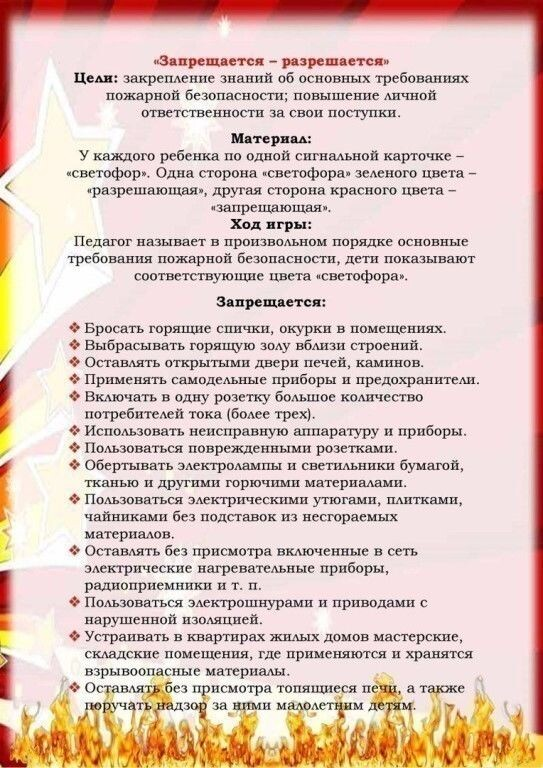 «Запрещается – разрешается»
Цели: закрепление знаний об основных требованиях
пожарной безопасности; повышение личной
ответственности за свои поступки.
Материал:
У каждого ребенка по одной сигнальной карточке –
«светофор». Одна сторона «светофора» зеленого цвета –
«разрешающая», другая сторона красного цвета –
«запрещающая».
Ход игры:
Педагог называет в произвольном порядке основные
требования пожарной безопасности, дети показывают
соответствующие цвета «светофора».
Запрещается:
❖ Бросать горящие спички, окурки в помещениях.
❖ Выбрасывать горящую золу вблизи строений.
❖ Оставлять открытыми двери печей, каминов.
❖ Применять самодельные приборы и предохранители.
❖ Включать в одну розетку большое количество
потребителей тока (более трех).
❖ Использовать неисправную аппаратуру и приборы.
❖ Пользоваться поврежденными розетками.
❖ Обертывать электролампы и светильники бумагой,
тканью и другими горючими материалами.
❖ Пользоваться электрическими утюгами, плитками,
чайниками без подставок из несгораемых
материалов.
❖ Оставлять без присмотра включенные в сеть
электрические нагревательные приборы,
радиоприемники и т. п.
❖ Пользоваться электрошнурами и приводами с
нарушенной изоляцией.
❖ Устраивать в квартирах жилых домов мастерские,
складские помещения, где применяются и хранятся
взрывоопасные материалы.
❖ Оставлять без присмотра топящиеся печи, а также
поручать надзор за ними малолетним детям.